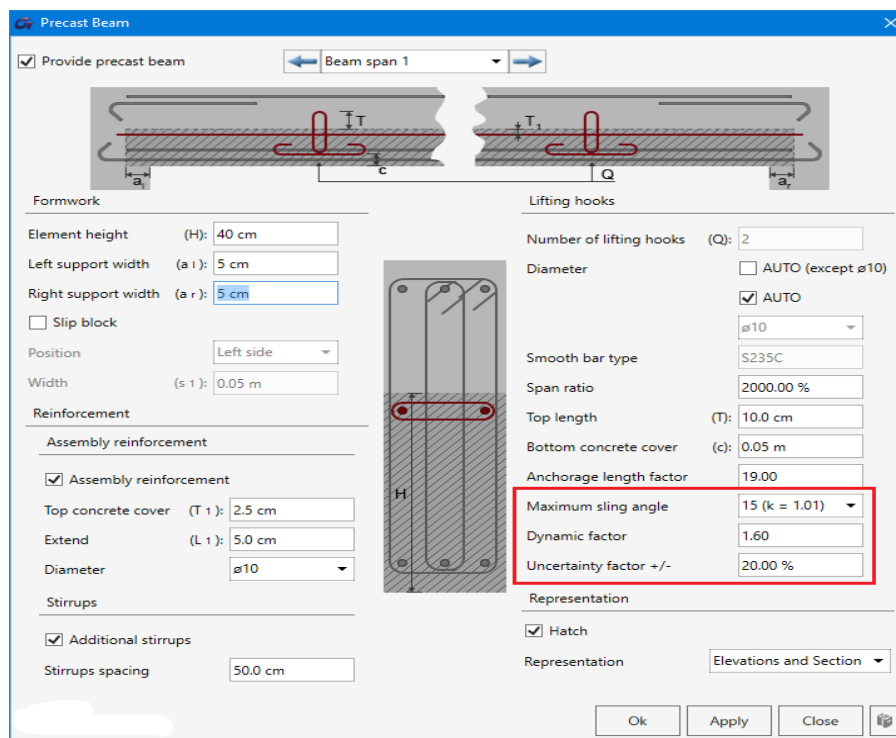 Precast Beam
Provide precast beam
Beam span 1
T
T 1
c
Q
a l
a r
Formwork
Element height (H): 40 cm
Left support width (a l): 5 cm
Right support width (a r): 5 cm
Slip block
Position Left side
Width (s 1): 0.05 m
Reinforcement
Assembly reinforcement
Assembly reinforcement
Top concrete cover (T 1): 2.5 cm
Extend (L 1): 5.0 cm
Diameter ø10
Stirrups
Additional stirrups
Stirrups spacing 50.0 cm
H
Lifting hooks
Number of lifting hooks (Q): 2
Diameter AUTO (except ø10)
AUTO
ø10
Smooth bar type S235C
Span ratio 2000.00 %
Top length (T): 10.0 cm
Bottom concrete cover (c): 0.05 m
Anchorage length factor 19.00
Maximum sling angle 15 (k = 1.01)
Dynamic factor 1.60
Uncertainty factor +/- 20.00 %
Representation
Hatch
Representation Elevations and Section
Ok Apply Close